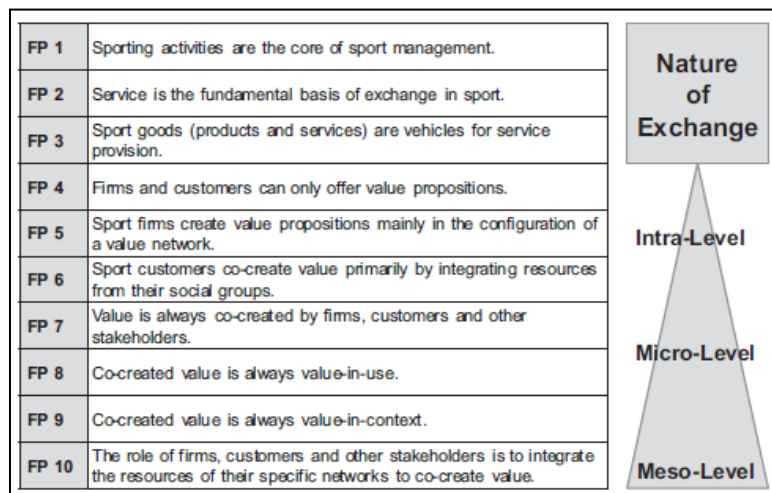 FP 1 Sporting activities are the core of sport management.
FP 2 Service is the fundamental basis of exchange in sport.
FP 3 Sport goods (products and services) are vehicles for service
provision.
FP 4 Firms and customers can only offer value propositions.
FP 5 Sport firms create value propositions mainly in the configuration of
a value network.
FP 6 Sport customers co-create value primarily by integrating resources
from their social groups.
FP 7 Value is always co-created by firms, customers and other
stakeholders.
FP 8 Co-created value is always value-in-use.
FP 9 Co-created value is always value-in-context.
FP 10 The role of firms, customers and other stakeholders is to integrate
the resources of their specific networks to co-create value.
Nature
of
Exchange
Intra-Level
Micro-Level
Meso-Level